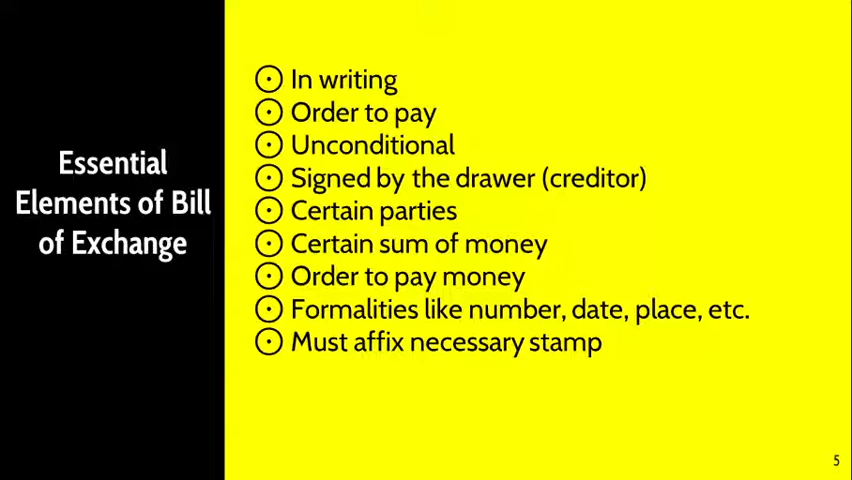 Essential
Elements of Bill
of Exchange
In writing
Order to pay
Unconditional
Signed by the drawer (creditor)
Certain parties
Certain sum of money
Order to pay money
Formalities like number, date, place, etc.
Must affix necessary stamp
5